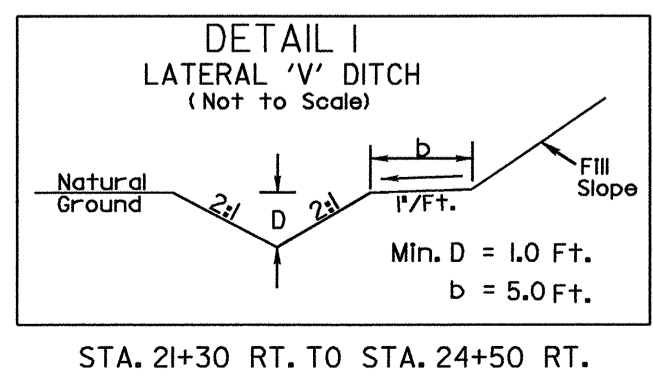 DETAIL 1
LATERAL 'V' DITCH
(Not to Scale)
b
Natural
Ground
2:1
D
2:1
1"/Ft.
Fill
Slope
Min. D = 1.0 Ft.
b = 5.0 Ft.
STA. 21+30 RT. TO STA. 24+50 RT.